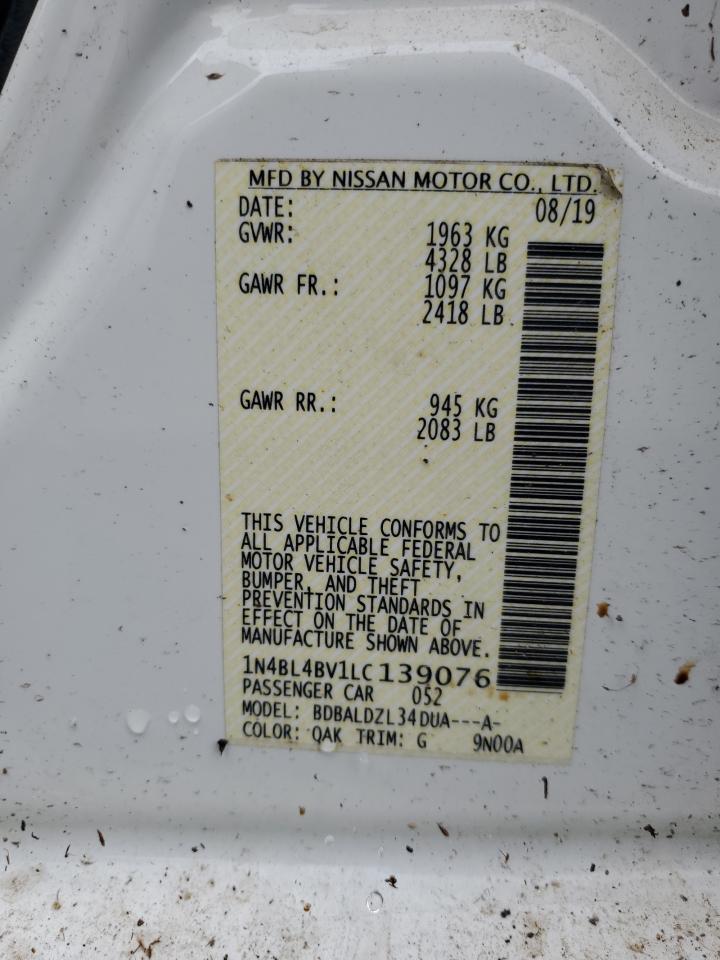 MFD BY NISSAN MOTOR CO., LTD.
DATE: 08/19
GVWR: 1963 KG
4328 LB
GAWR FR.: 1097 KG
2418 LB
GAWR RR.: 945 KG
2083 LB
THIS VEHICLE CONFORMS TO
ALL APPLICABLE FEDERAL
MOTOR VEHICLE SAFETY,
BUMPER, AND THEFT
PREVENTION STANDARDS IN
EFFECT ON THE DATE OF
MANUFACTURE SHOWN ABOVE.
1N4BL4BV1LC139076
PASSENGER CAR 052
MODEL: BDBALDZL34DUA---A-
COLOR: QAK TRIM: G 9N00A